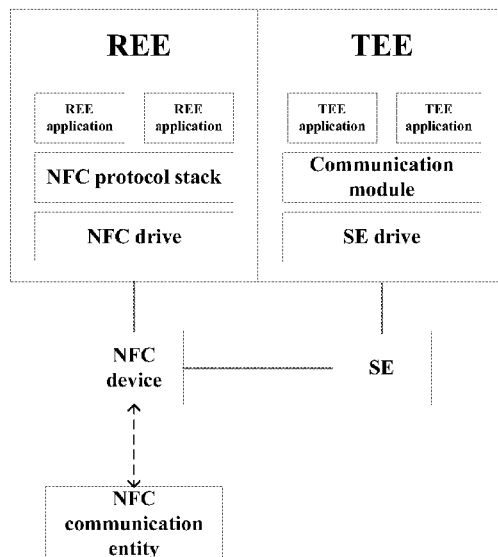 REE
TEE
REE
application
REE
application
TEE
application
TEE
application
NFC protocol stack
Communication
module
NFC drive
SE drive
NFC
device
SE
NFC
communication
entity